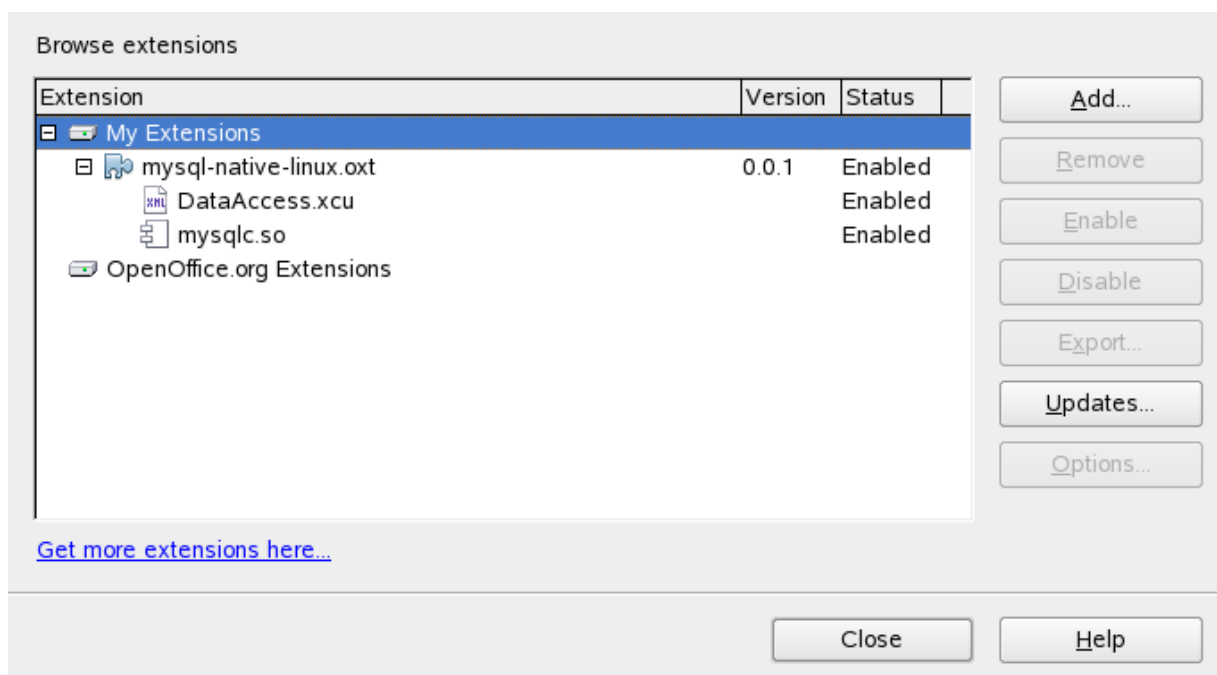 Browse extensions
Extension Version Status
My Extensions
mysql-native-linux.oxt 0.0.1 Enabled
XML DataAccess.xcu Enabled
mysqlc.so Enabled
OpenOffice.org Extensions
Add...
Remove
Enable
Disable
Export...
Updates...
Options...
Get more extensions here...
Close Help